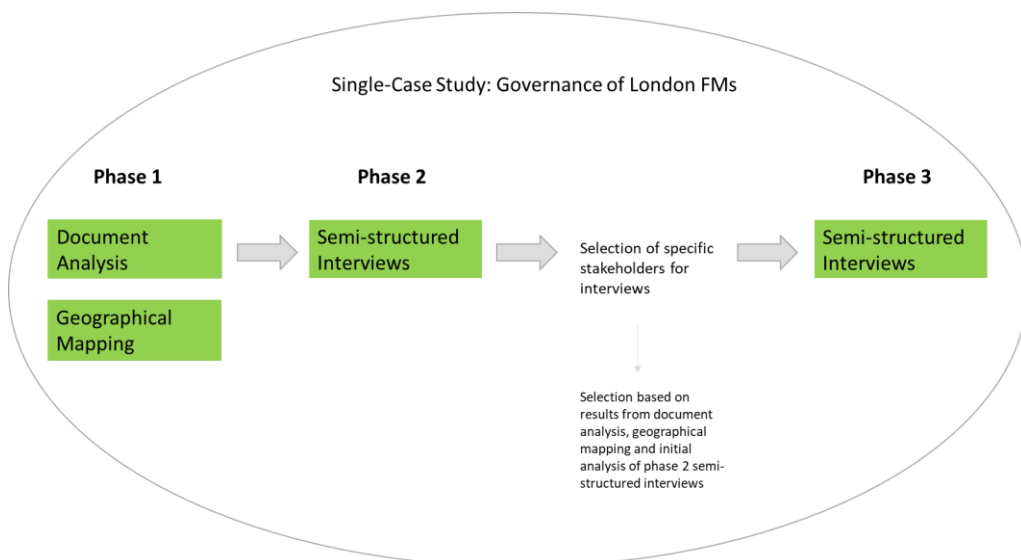 Single-Case Study: Governance of London FMs
Phase 1
Document
Analysis
Geographical
Mapping
Phase 2
Semi-structured
Interviews
Selection of specific
stakeholders for
interviews
Selection based on
results from document
analysis, geographical
mapping and initial
analysis of phase 2 semi-
structured interviews
Phase 3
Semi-structured
Interviews